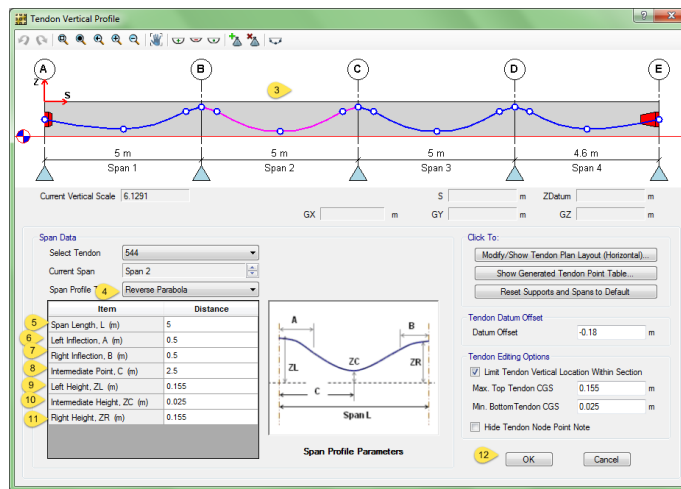 Tendon Vertical Profile
? x
A B C D E
3
Z
S
5 m 5 m 5 m 4.6 m
Span 1 Span 2 Span 3 Span 4
Current Vertical Scale 6.1291 S m ZDatum m
GX m GY m GZ m
Span Data
Select Tendon 544
Current Span Span 2
Span Profile T 4 Reverse Parabola
Item Distance
5 Span Length, L (m) 5
6 Left Inflection, A (m) 0.5
7 Right Inflection, B (m) 0.5
8 Intermediate Point, C (m) 2.5
9 Left Height, ZL (m) 0.155
10 Intermediate Height, ZC (m) 0.025
11 Right Height, ZR (m) 0.155
A B
ZL ZC ZR
C
Span L
Span Profile Parameters
Click To:
Modify/Show Tendon Plan Layout (Horizontal)...
Show Generated Tendon Point Table...
Reset Supports and Spans to Default
Tendon Datum Offset
Datum Offset -0.18 m
Tendon Editing Options
Limit Tendon Vertical Location Within Section
Max. Top Tendon CGS 0.155 m
Min. Bottom Tendon CGS 0.025 m
Hide Tendon Node Point Note
12 OK Cancel